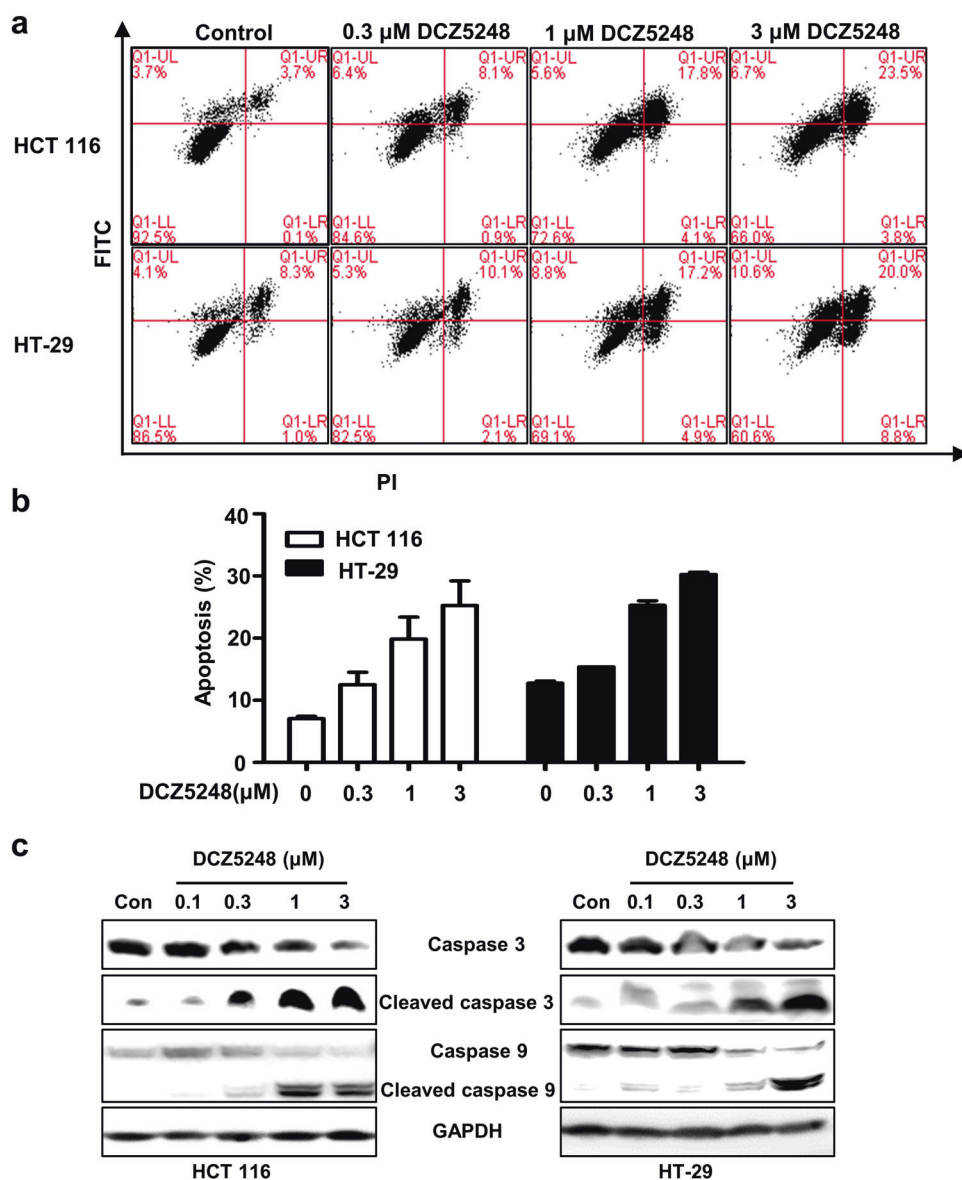 a
Control 0.3 µM DCZ5248 1 µM DCZ5248 3 µM DCZ5248
Q1-UL Q1-UR Q1-UL Q1-UR Q1-UL Q1-UR Q1-UL Q1-UR
3.7% 3.7% 6.4% 8.1% 5.6% 17.8% 6.7% 23.5%
HCT 116
Q1-LL Q1-LR Q1-LL Q1-LR Q1-LL Q1-LR Q1-LL Q1-LR
92.5% 0.1% 84.6% 0.9% 72.6% 4.1% 66.0% 3.8%
FITC
Q1-UL Q1-UR Q1-UL Q1-UR Q1-UL Q1-UR Q1-UL Q1-UR
4.1% 8.3% 5.3% 10.1% 8.8% 17.2% 10.6% 20.0%
HT-29
Q1-LL Q1-LR Q1-LL Q1-LR Q1-LL Q1-LR Q1-LL Q1-LR
86.5% 1.0% 82.5% 2.1% 69.1% 4.9% 60.6% 8.8%
PI
b
40
30
20
10
0
Apoptosis (%)
HCT 116
HT-29
DCZ5248(µM) 0 0.3 1 3 0 0.3 1 3
c
DCZ5248 (µM) DCZ5248 (µM)
Con 0.1 0.3 1 3 Con 0.1 0.3 1 3
Caspase 3
Cleaved caspase 3
Caspase 9
Cleaved caspase 9
GAPDH
HCT 116 HT-29